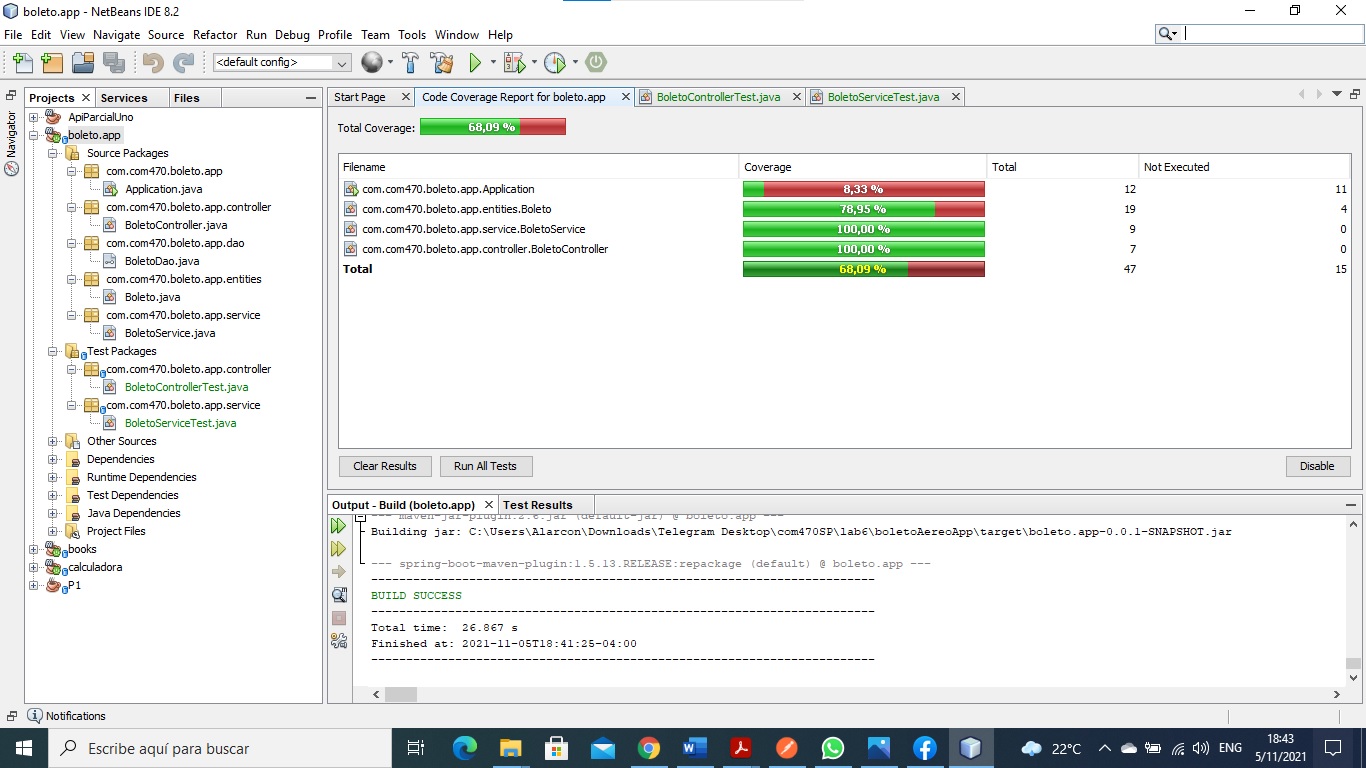 boleto.app - NetBeans IDE 8.2
File Edit View Navigate Source Refactor Run Debug Profile Team Tools Window Help
<default config>
Navigator
Projects Services Files
ApiParcialUno
boleto.app
Source Packages
com.com470.boleto.app
Application.java
com.com470.boleto.app.controller
BoletoController.java
com.com470.boleto.app.dao
BoletoDao.java
com.com470.boleto.app.entities
Boleto.java
com.com470.boleto.app.service
BoletoService.java
Test Packages
com.com470.boleto.app.controller
BoletoControllerTest.java
com.com470.boleto.app.service
BoletoServiceTest.java
Other Sources
Dependencies
Runtime Dependencies
Test Dependencies
Java Dependencies
Project Files
books
calculadora
P1
Start Page Code Coverage Report for boleto.app BoletoControllerTest.java BoletoServiceTest.java
Total Coverage: 68,09 %
Filename Coverage Total Not Executed
com.com470.boleto.app.Application 8,33 % 12 11
com.com470.boleto.app.entities.Boleto 78,95 % 19 4
com.com470.boleto.app.service.BoletoService 100,00 % 9 0
com.com470.boleto.app.controller.BoletoController 100,00 % 7 0
Total 68,09 % 47 15
Clear Results Run All Tests Disable
Output - Build (boleto.app) Test Results
--- maven-jar-plugin:2.6:jar (default-jar) @ boleto.app ---
Building jar: C:\Users\Alarcon\Downloads\Telegram Desktop\com470SP\lab6\boletoAereoApp\target\boleto.app-0.0.1-SNAPSHOT.jar
--- spring-boot-maven-plugin:1.5.13.RELEASE:repackage (default) @ boleto.app ---
------------------------------------------------------------------------
BUILD SUCCESS
------------------------------------------------------------------------
Total time: 26.867 s
Finished at: 2021-11-05T18:41:25-04:00
------------------------------------------------------------------------
Notifications
Escribe aquí para buscar
22°C
ENG
18:43
5/11/2021